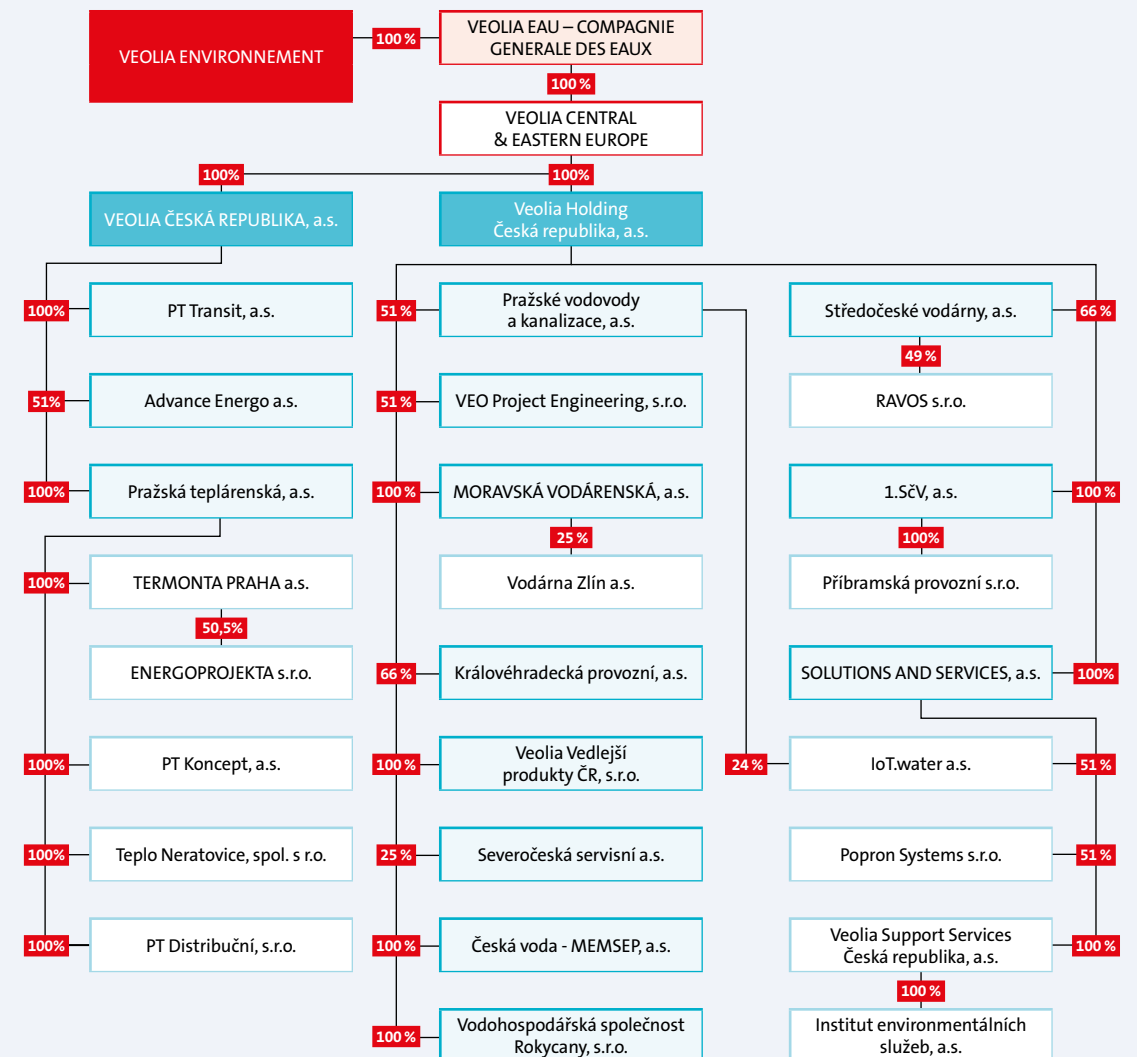 VEOLIA ENVIRONNEMENT
100 %
VEOLIA EAU – COMPAGNIE
GENERALE DES EAUX
100 %
VEOLIA CENTRAL
& EASTERN EUROPE
100%
100%
VEOLIA ČESKÁ REPUBLIKA, a.s.
Veolia Holding
Česká republika, a.s.
100%
PT Transit, a.s.
51 %
Pražské vodovody
a kanalizace, a.s.
Středočeské vodárny, a.s.
66 %
49 %
51%
Advance Energo a.s.
51 %
VEO Project Engineering, s.r.o.
RAVOS s.r.o.
100%
Pražská teplárenská, a.s.
100 %
MORAVSKÁ VODÁRENSKÁ, a.s.
1.SčV, a.s.
100 %
25 %
100%
100%
TERMONTA PRAHA a.s.
Vodárna Zlín a.s.
Příbramská provozní s.r.o.
50,5%
ENERGOPROJEKTA s.r.o.
66 %
Královéhradecká provozní, a.s.
SOLUTIONS AND SERVICES, a.s.
100%
100%
PT Koncept, a.s.
100 %
Veolia Vedlejší
produkty ČR, s.r.o.
24 %
IoT.water a.s.
51 %
100%
Teplo Neratovice, spol. s r.o.
25 %
Severočeská servisní a.s.
Popron Systems s.r.o.
51 %
100%
PT Distribuční, s.r.o.
100 %
Česká voda - MEMSEP, a.s.
Veolia Support Services
Česká republika, a.s.
100 %
100 %
100 %
Vodohospodářská společnost
Rokycany, s.r.o.
Institut environmentálních
služeb, a.s.